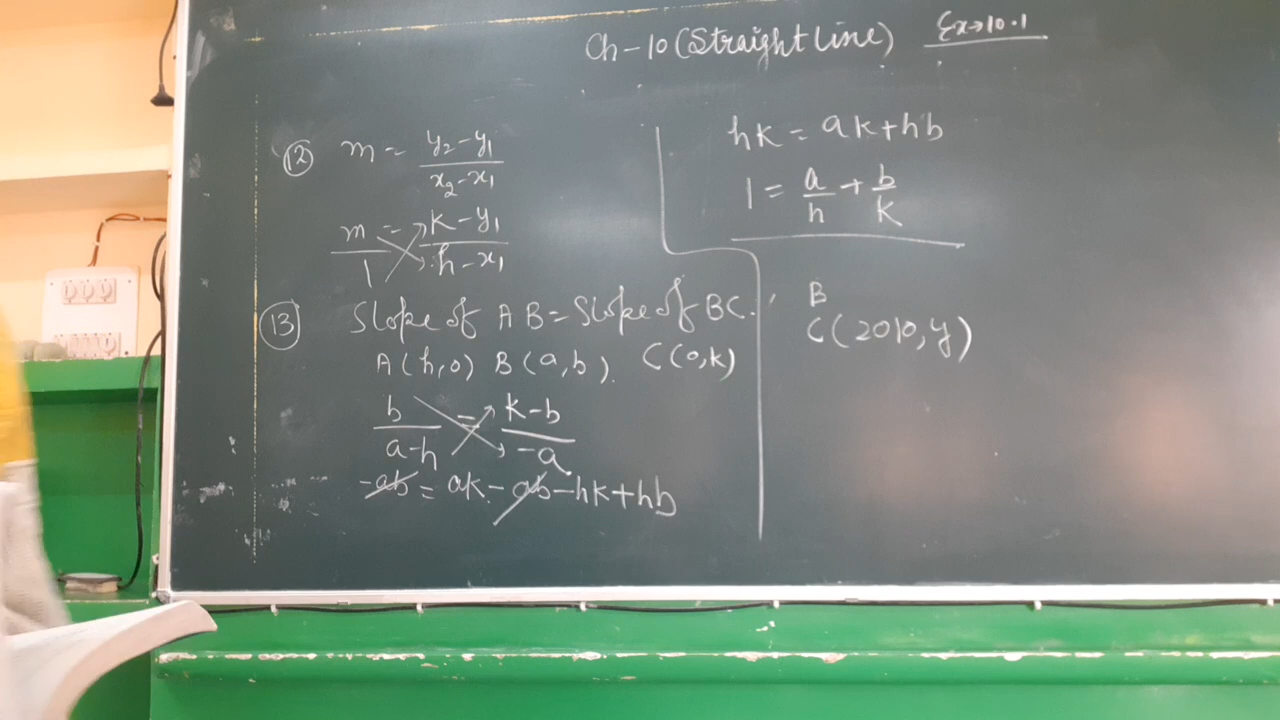 Ch-10 (Straight Line) Ex→10.1
(12) m = y₂-y₁/x₂-x₁
m/1 = k-y₁/h-x₁
(13) Slope of AB = Slope of BC.
A(h,0) B(a,b). C(0,k)
b/a-h = k-b/-a
-ab = ak-ab-hk+hb
hk = ak+hb
1 = a/h + b/k
B
C(2010,y)